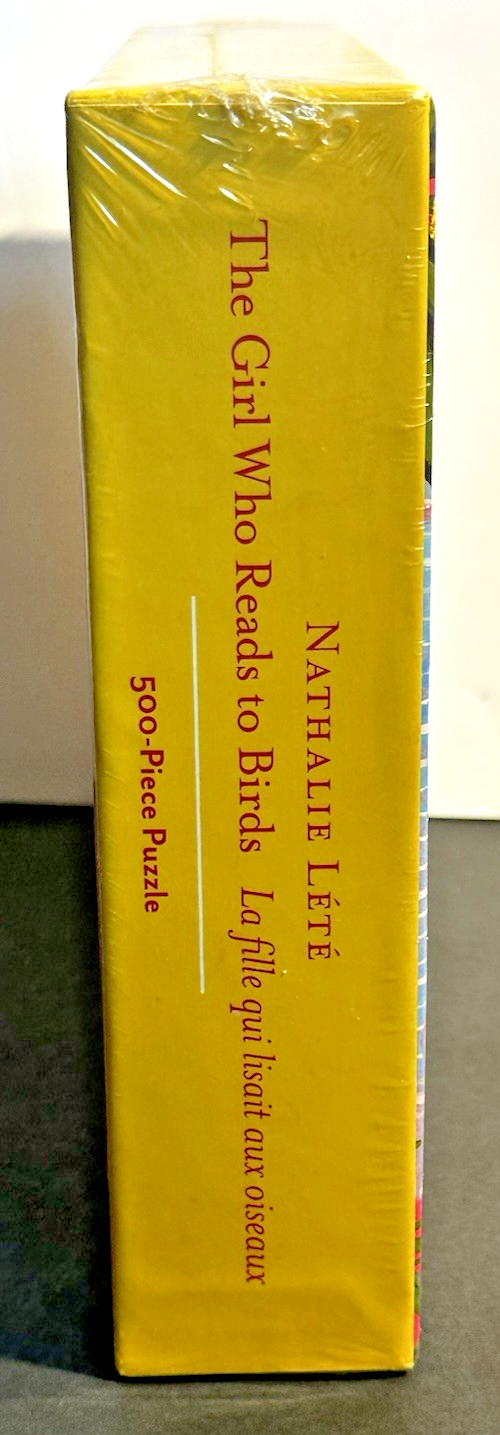 NATHALIE LÉTÉ
The Girl Who Reads to Birds La fille qui lisait aux oiseaux
500-Piece Puzzle